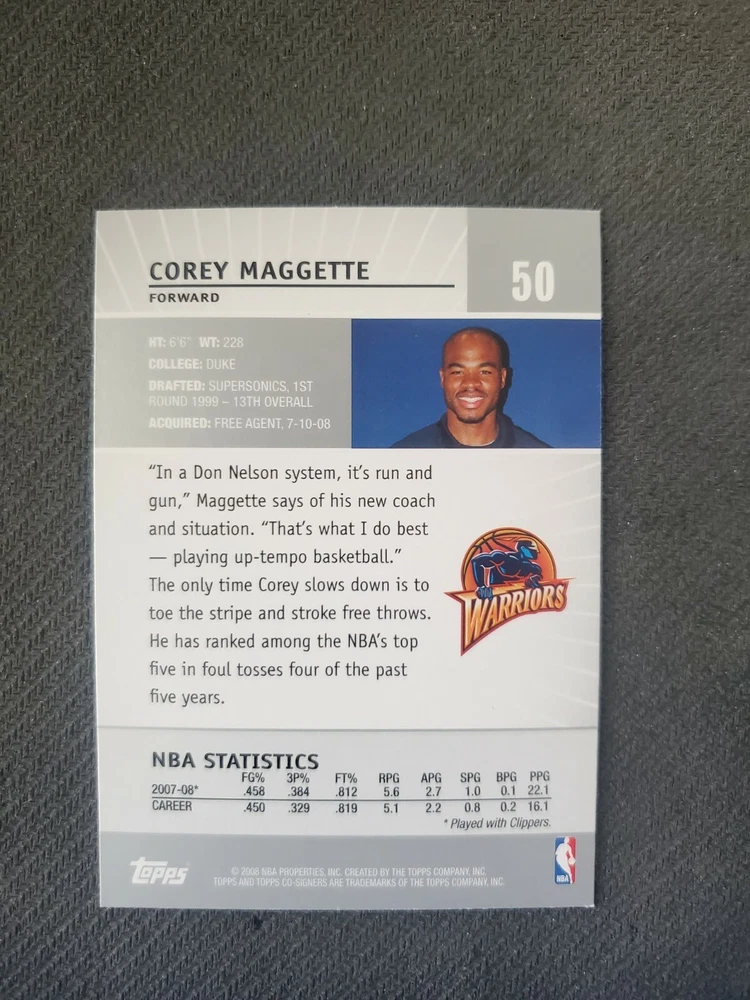 COREY MAGGETTE
50
FORWARD
HT: 6'6" WT: 228
COLLEGE: DUKE
DRAFTED: SUPERSONICS, 1ST
ROUND 1999 – 13TH OVERALL
ACQUIRED: FREE AGENT, 7-10-08
“In a Don Nelson system, it’s run and
gun,” Maggette says of his new coach
and situation. “That’s what I do best
— playing up-tempo basketball.”
The only time Corey slows down is to
toe the stripe and stroke free throws.
He has ranked among the NBA’s top
five in foul tosses four of the past
five years.
WARRIORS
NBA STATISTICS
FG% 3P% FT% RPG APG SPG BPG PPG
2007-08* .458 .384 .812 5.6 2.7 1.0 0.1 22.1
CAREER .450 .329 .819 5.1 2.2 0.8 0.2 16.1
* Played with Clippers.
Topps
© 2008 NBA PROPERTIES, INC. CREATED BY THE TOPPS COMPANY, INC.
TOPPS AND TOPPS CO-SIGNERS ARE TRADEMARKS OF THE TOPPS COMPANY, INC.
NBA